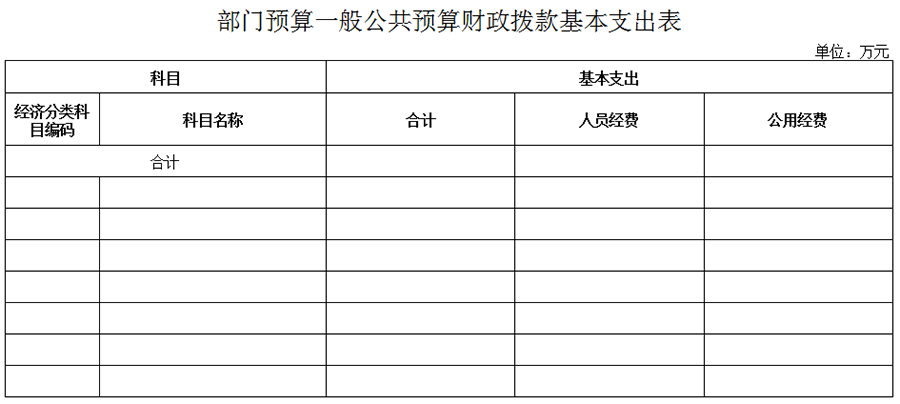 部门预算一般公共预算财政拨款基本支出表
单位：万元
科目
基本支出
经济分类科
目编码
科目名称
合计
人员经费
公用经费
合计